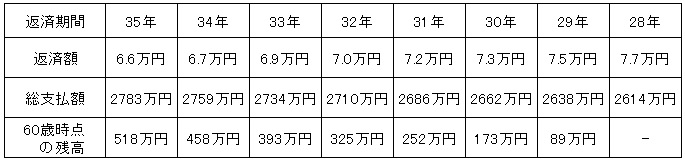 返済期間 35年 34年 33年 32年 31年 30年 29年 28年
返済額 6.6万円 6.7万円 6.9万円 7.0万円 7.2万円 7.3万円 7.5万円 7.7万円
総支払額 2783万円 2759万円 2734万円 2710万円 2686万円 2662万円 2638万円 2614万円
60歳時点
の残高 518万円 458万円 393万円 325万円 252万円 173万円 89万円 －